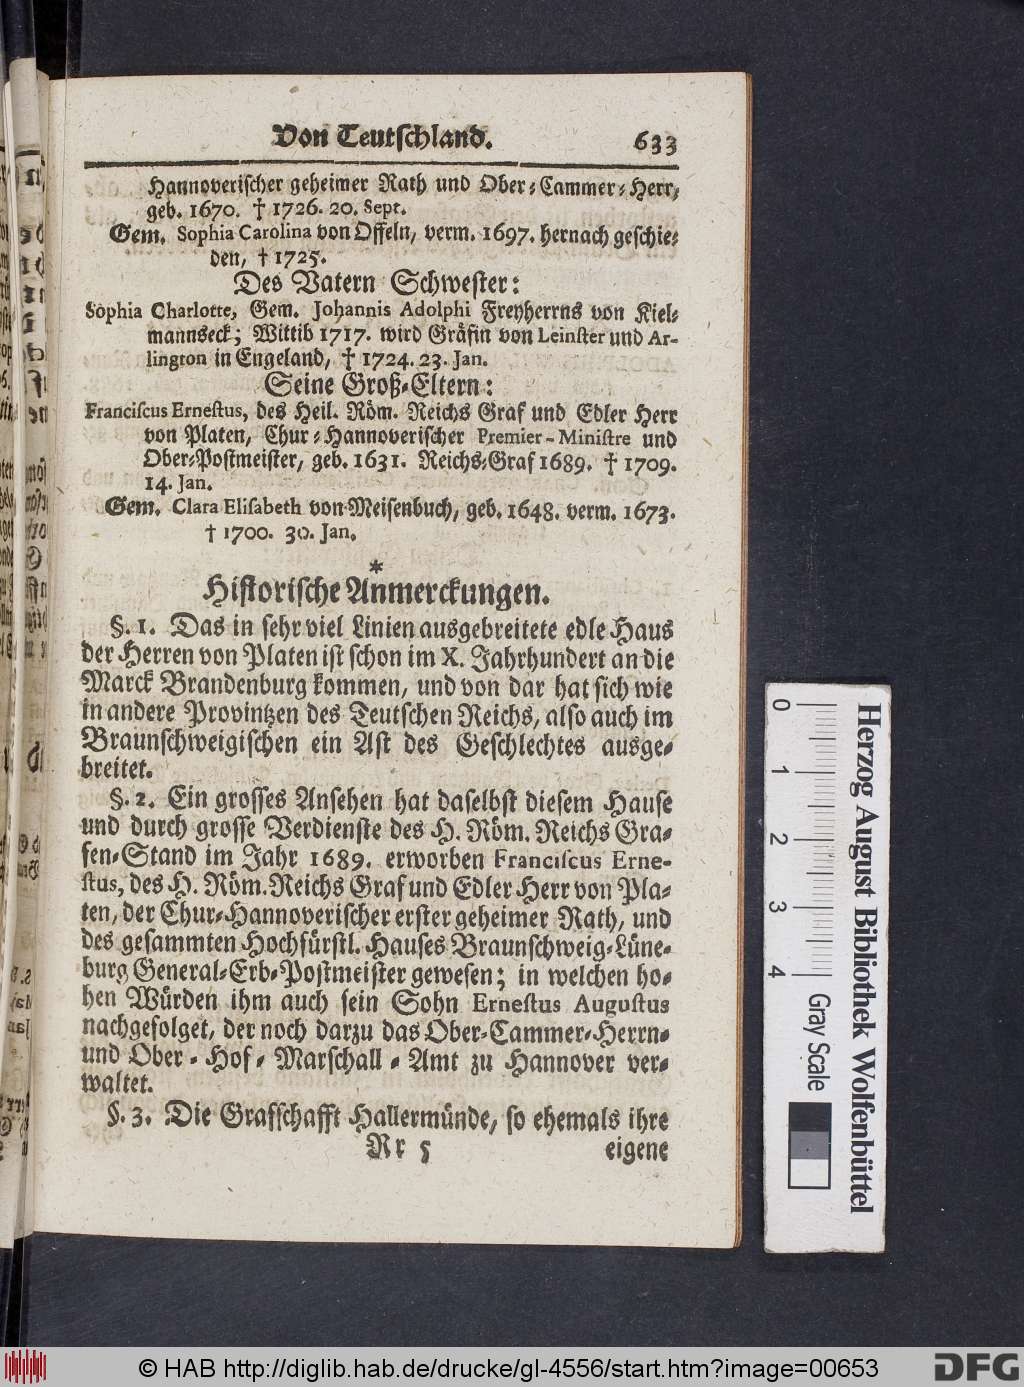 Von Teutschland. 633
Hannoverischer geheimer Rath und Ober-Cammer-Herr,
geb. 1670. † 1726. 20. Sept.
Gem. Sophia Carolina von Offeln, verm. 1697. hernach geschie-
den, † 1725.
Des Vatern Schwester:
Sophia Charlotte, Gem. Johannis Adolphi Freyherrns von Kiel-
mannseck; Wittib 1717. wird Gräfin von Leinster und Ar-
lington in Engeland, † 1724. 23. Jan.
Seine Groß-Eltern:
Franciscus Ernestus, des Heil. Röm. Reichs Graf und Edler Herr
von Platen, Chur-Hannoverischer Premier-Ministre und
Ober-Postmeister, geb. 1631. Reichs-Graf 1689. † 1709.
14. Jan.
Gem. Clara Elisabeth von Meisenbuch, geb. 1648. verm. 1673.
† 1700. 30. Jan.
*
Historische Anmerckungen.
§. 1. Das in sehr viel Linien ausgebreitete edle Haus
der Herren von Platen ist schon im X. Jahrhundert an die
Marck Brandenburg kommen, und von dar hat sich wie
in andere Provintzen des Teutschen Reichs, also auch im
Braunschweigischen ein Ast des Geschlechtes ausge-
breitet.
§. 2. Ein grosses Ansehen hat daselbst diesem Hause
und durch grosse Verdienste des H. Röm. Reichs Gra-
fen-Stand im Jahr 1689. erworben Franciscus Erne-
stus, des H. Röm. Reichs Graf und Edler Herr von Pla-
ten, der Chur-Hannoverischer erster geheimer Rath, und
des gesammten Hochfürstl. Hauses Braunschweig-Lüne-
burg General-Erb-Postmeister gewesen; in welchen ho-
hen Würden ihm auch sein Sohn Ernestus Augustus
nachgefolget, der noch darzu das Ober-Cammer-Herrn-
und Ober-Hof-Marschall-Amt zu Hannover ver-
waltet.
§. 3. Die Grafschafft Hallermünde, so ehemals ihre
Rr 5 eigene
0 1 2 3 4 Gray Scale
Herzog August Bibliothek Wolfenbüttel
© HAB http://diglib.hab.de/drucke/gl-4556/start.htm?image=00653
DFG